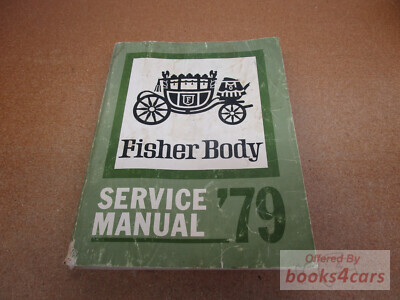 F
Fisher Body
SERVICE
MANUAL '79
Offered By
books4cars